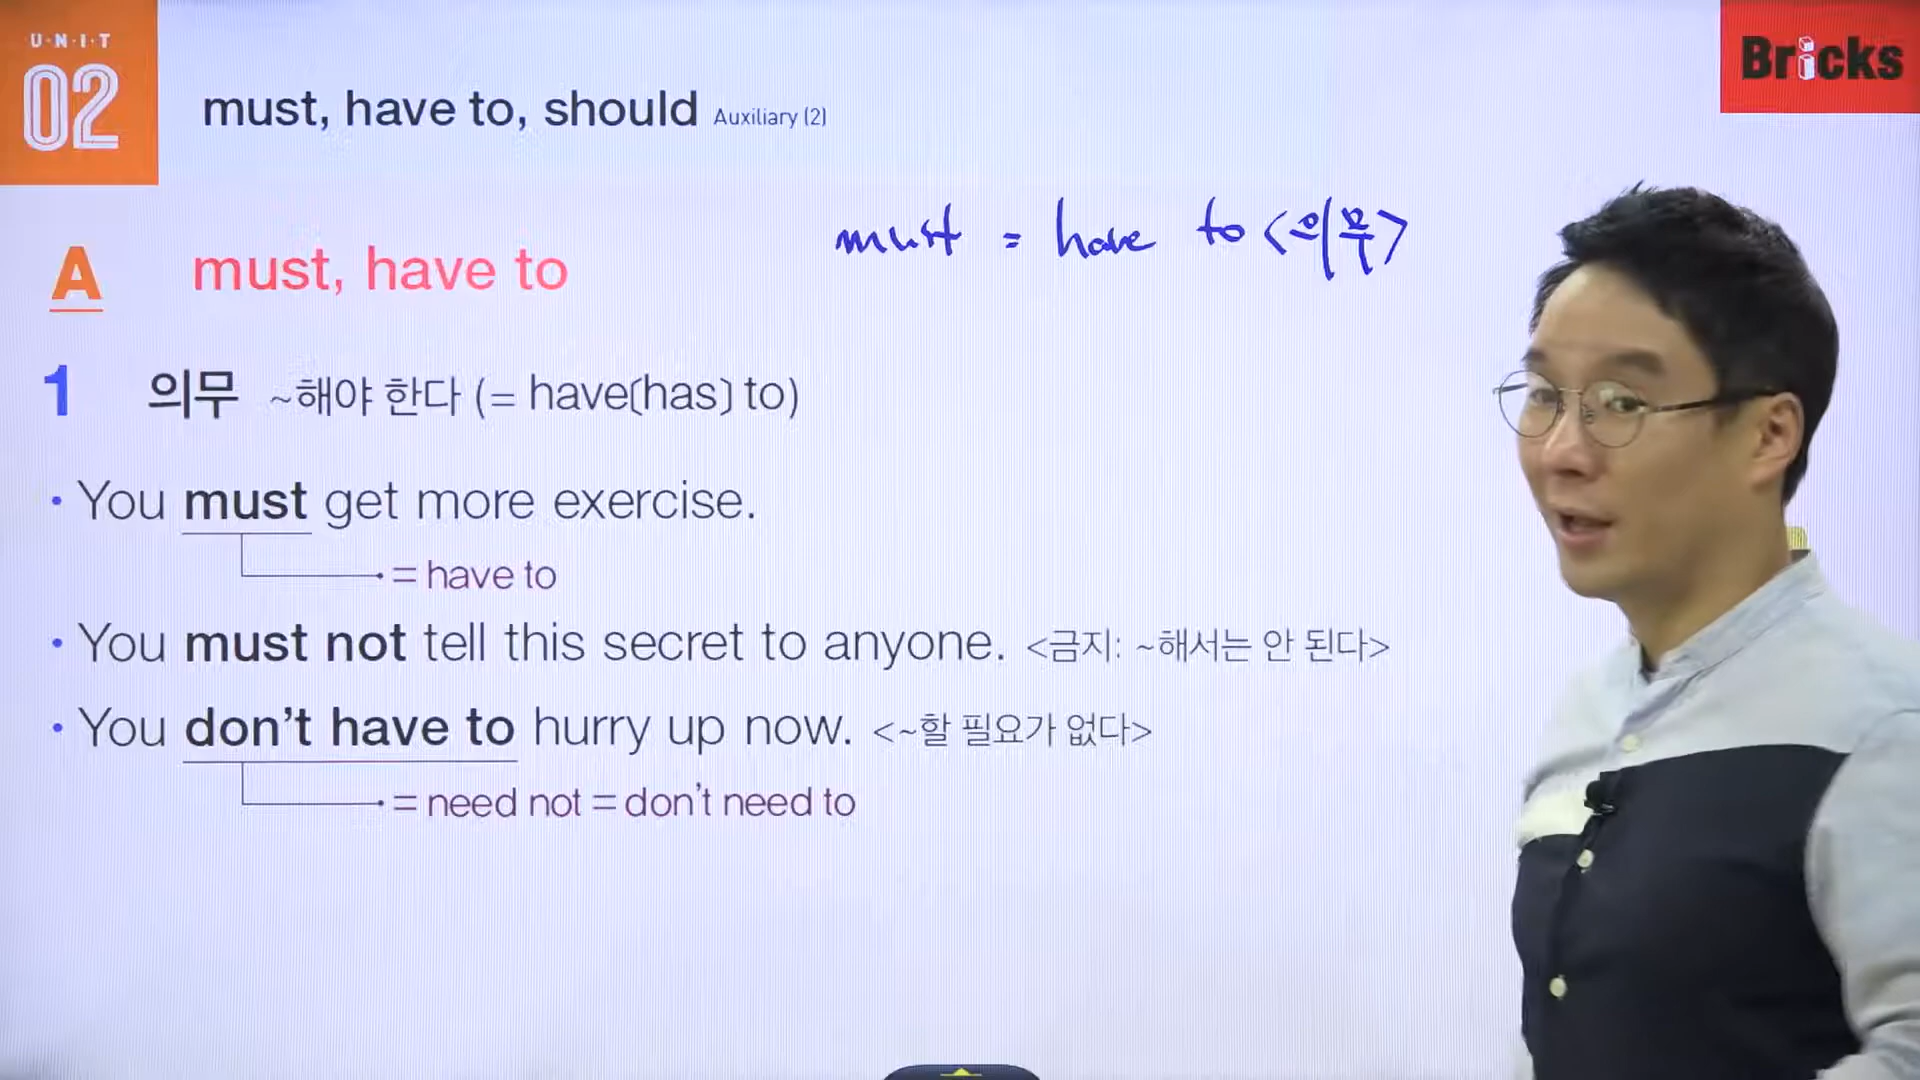 U·N·I·T
02
must, have to, should Auxiliary (2)
Bricks
must = have to <의무>
A must, have to
1 의무 ~해야 한다 (= have(has) to)
• You must get more exercise.
= have to
• You must not tell this secret to anyone. <금지: ~해서는 안 된다>
• You don't have to hurry up now. <~할 필요가 없다>
= need not = don't need to